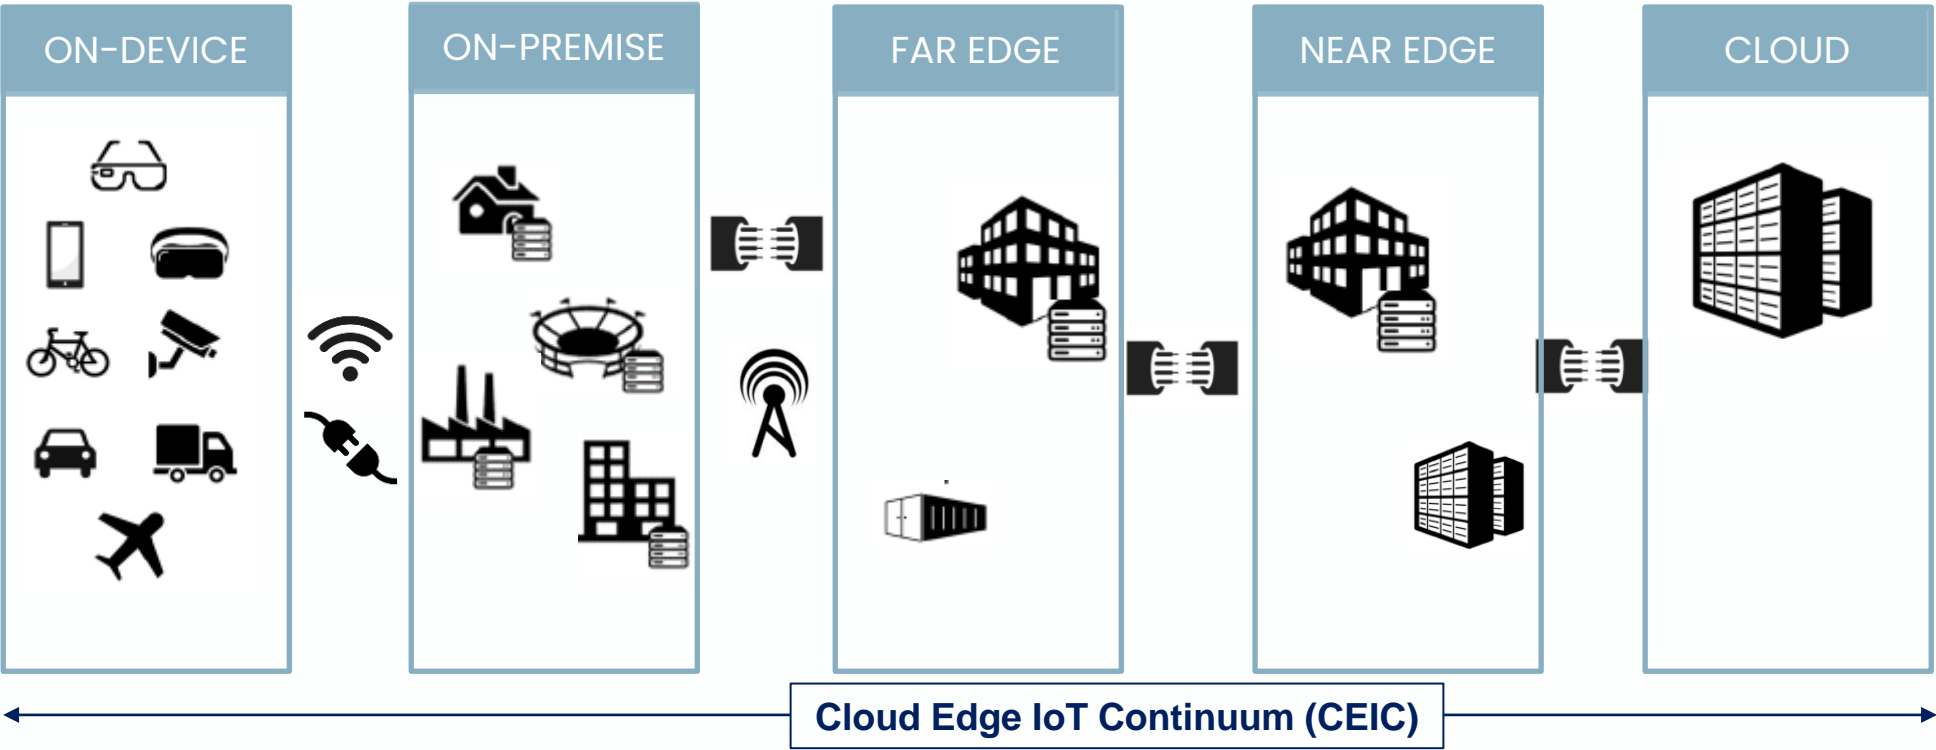 ON-DEVICE
ON-PREMISE
FAR EDGE
NEAR EDGE
CLOUD
Cloud Edge IoT Continuum (CEIC)